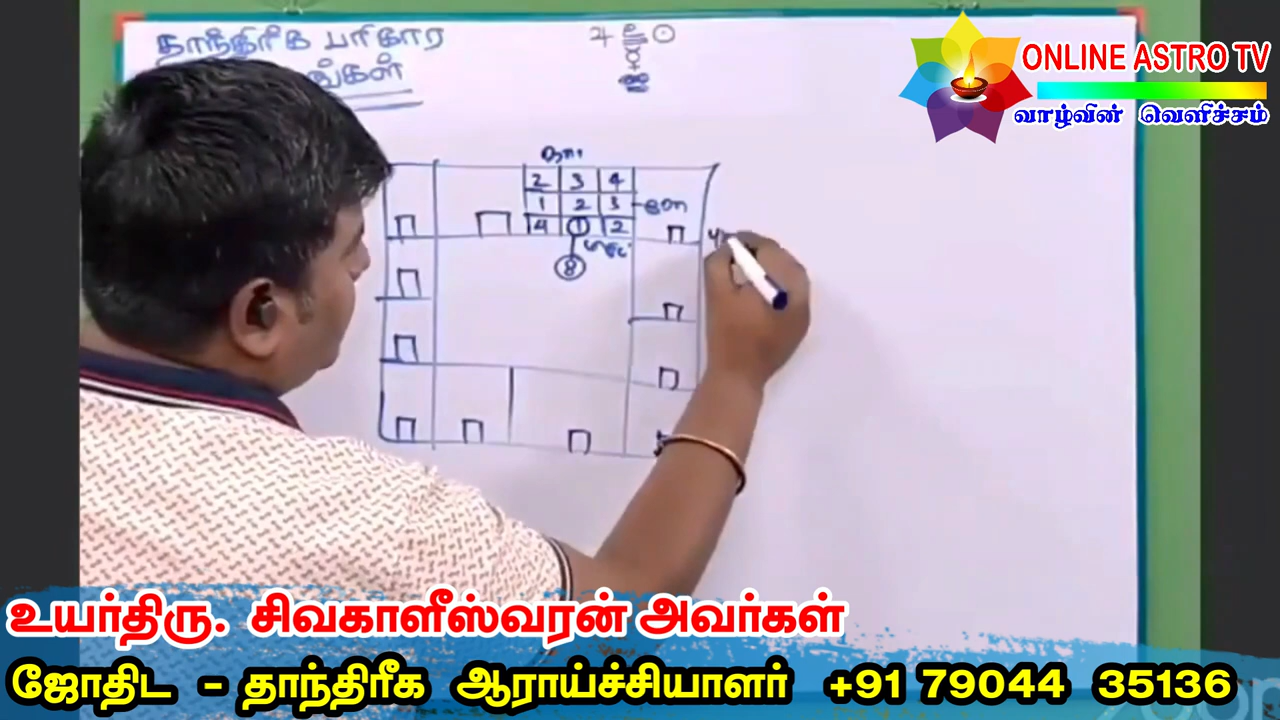 தாந்திரீக பரிகார
ONLINE ASTRO TV
வாழ்வின் வெளிச்சம்
2 3 4
1 2 3
4 1 2
8
உயர்திரு. சிவகாளீஸ்வரன் அவர்கள்
ஜோதிட - தாந்திரீக ஆராய்ச்சியாளர் +91 79044 35136